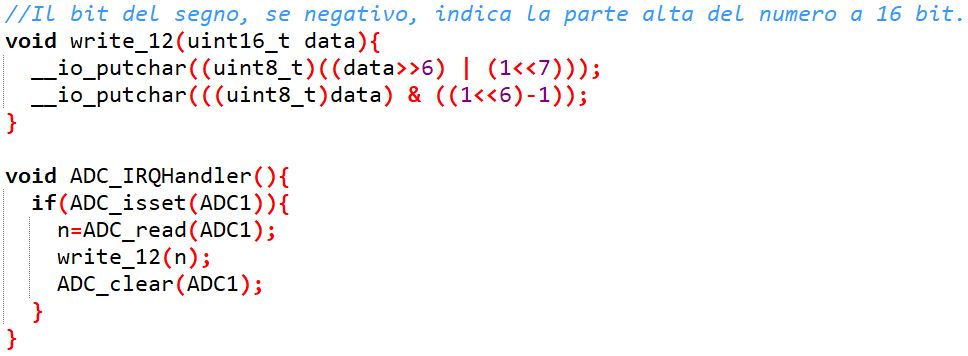 //Il bit del segno, se negativo, indica la parte alta del numero a 16 bit.
void write_12(uint16_t data){
  __io_putchar((uint8_t)((data>>6) | (1<<7)));
  __io_putchar(((uint8_t)data) & ((1<<6)-1));
}

void ADC_IRQHandler(){
  if(ADC_isset(ADC1)){
    n=ADC_read(ADC1);
    write_12(n);
    ADC_clear(ADC1);
  }
}